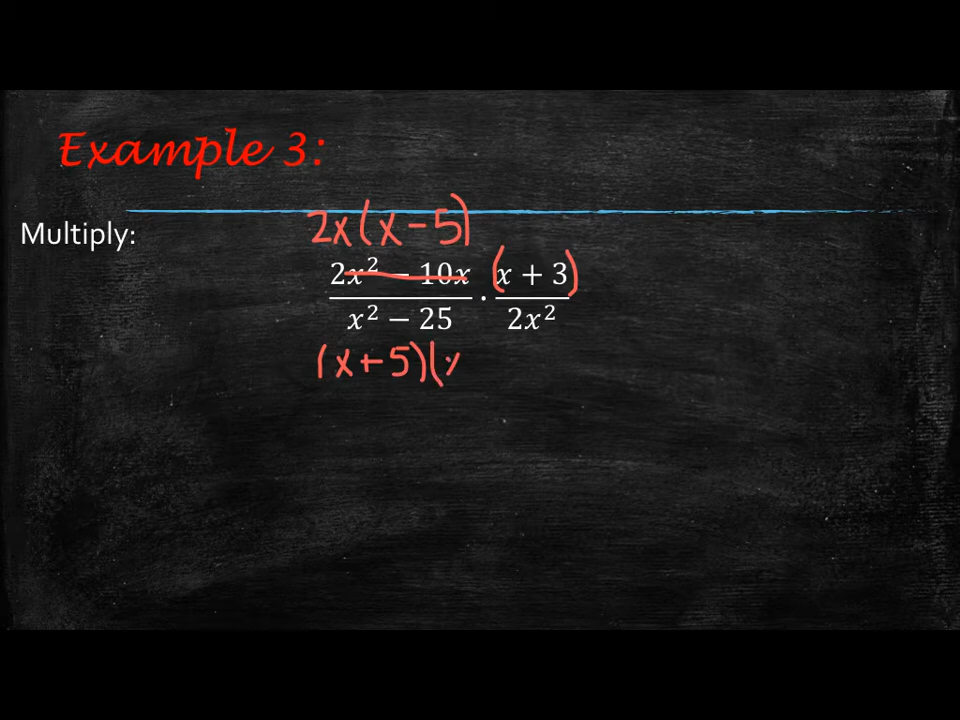 Example 3:
Multiply:
2x(x-5)
2x² − 10x
x² − 25
·
(x + 3)
2x²
(x+5)(x